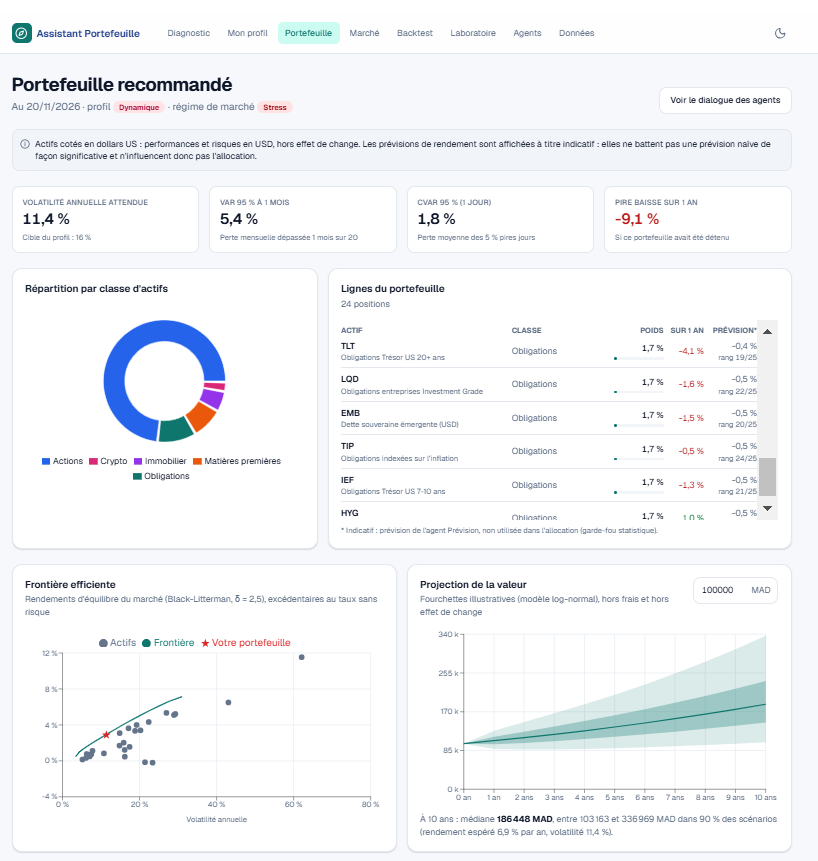 Assistant Portefeuille
Diagnostic Mon profil Portefeuille Marché Backtest Laboratoire Agents Données
Portefeuille recommandé
Au 20/11/2026 · profil Dynamique · régime de marché Stress
Voir le dialogue des agents
Actifs cotés en dollars US : performances et risques en USD, hors effet de change. Les prévisions de rendement sont affichées à titre indicatif : elles ne battent pas une prévision naïve de
façon significative et n'influencent donc pas l'allocation.
VOLATILITÉ ANNUELLE ATTENDUE
11,4 %
Cible du profil : 16 %
VAR 95 % À 1 MOIS
5,4 %
Perte mensuelle dépassée 1 mois sur 20
CVAR 95 % (1 JOUR)
1,8 %
Perte moyenne des 5 % pires jours
PIRE BAISSE SUR 1 AN
-9,1 %
Si ce portefeuille avait été détenu
Répartition par classe d'actifs
Actions Crypto Immobilier Matières premières
Obligations
Lignes du portefeuille
24 positions
ACTIF CLASSE POIDS SUR 1 AN PRÉVISION*
TLT
Obligations Trésor US 20+ ans
Obligations 1,7 % -4,1 % -0,4 %
rang 19/25
LQD
Obligations entreprises Investment Grade
Obligations 1,7 % -1,6 % -0,5 %
rang 22/25
EMB
Dette souveraine émergente (USD)
Obligations 1,7 % -1,5 % -0,5 %
rang 20/25
TIP
Obligations indexées sur l'inflation
Obligations 1,7 % -0,5 % -0,5 %
rang 24/25
IEF
Obligations Trésor US 7-10 ans
Obligations 1,7 % -1,3 % -0,5 %
rang 21/25
HYG
Obligations 1,7 % 1,0 % -0,5 %
* Indicatif : prévision de l'agent Prévision, non utilisée dans l'allocation (garde-fou statistique).
Frontière efficiente
Rendements d'équilibre du marché (Black-Litterman, δ = 2,5), excédentaires au taux sans
risque
Actifs Frontière Votre portefeuille
12 %
8 %
4 %
0 %
-4 %
0 % 20 % 40 % 60 % 80 %
Volatilité annuelle
Projection de la valeur
Fourchettes illustratives (modèle log-normal), hors frais et hors
effet de change
100000 MAD
340 k
255 k
170 k
85 k
0 k
0 an 1 an 2 ans 3 ans 4 ans 5 ans 6 ans 7 ans 8 ans 9 ans 10 ans
À 10 ans : médiane 186 448 MAD, entre 103 163 et 336 969 MAD dans 90 % des scénarios
(rendement espéré 6,9 % par an, volatilité 11,4 %).